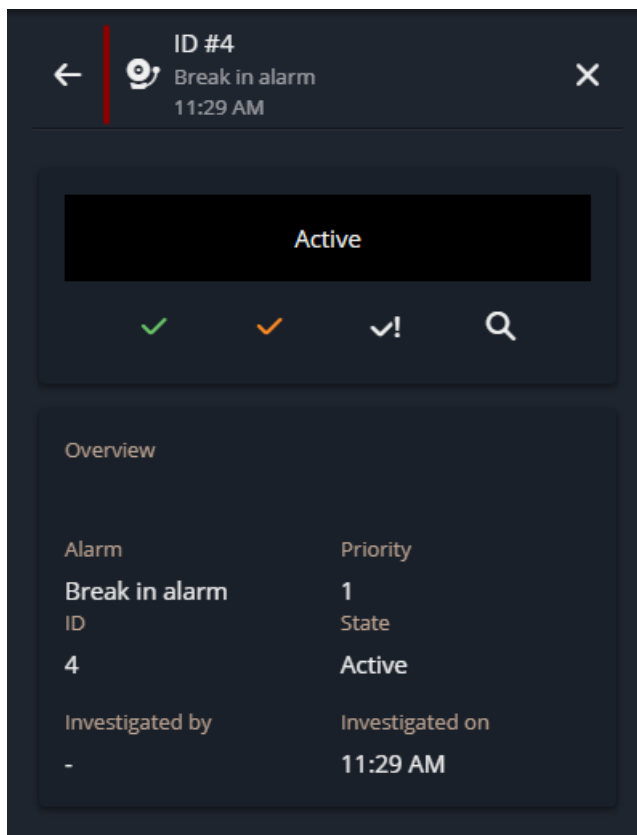 ID #4
Break in alarm
11:29 AM
Active
!
Overview
Alarm Priority
Break in alarm 1
ID State
4 Active
Investigated by Investigated on
- 11:29 AM